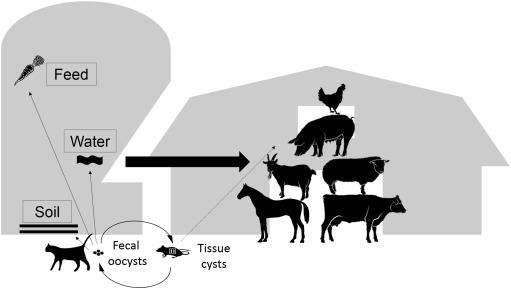 Feed
Water
Soil
Fecal
oocysts
Tissue
cysts